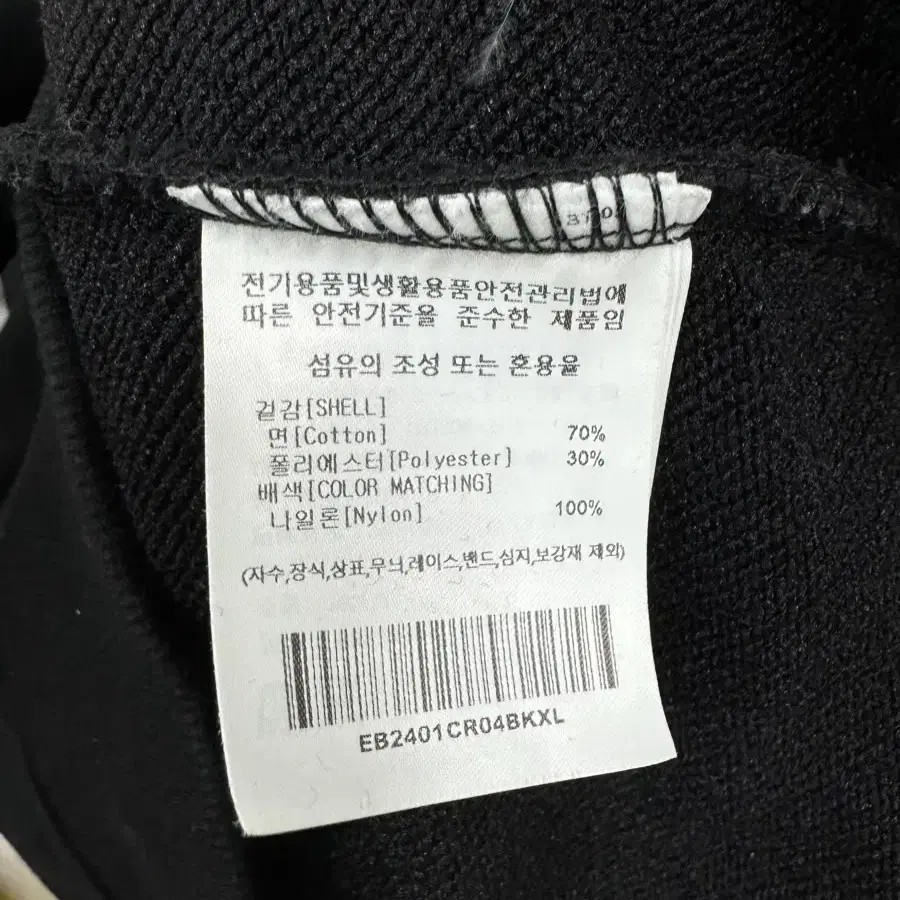 전기용품및생활용품안전관리법에
따른 안전기준을 준수한 제품임
섬유의 조성 또는 혼용율
겉감[SHELL]
면[Cotton] 70%
폴리에스터[Polyester] 30%
배색[COLOR MATCHING]
나일론[Nylon] 100%
(자수,장식,상표,무늬,레이스,밴드,심지,보강재 제외)
EB2401CR04BKXL